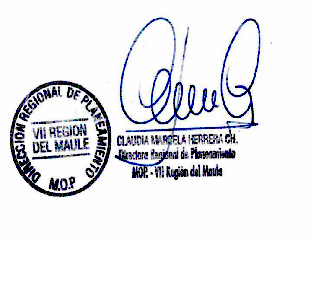 DIRECCION REGIONAL DE PLANEAMIENTO
VII REGION
DEL MAULE
M.O.P
CLAUDIA MARCELA HERRERA CH.
Directora Regional de Planeamiento
MOP. - VII Región del Maule